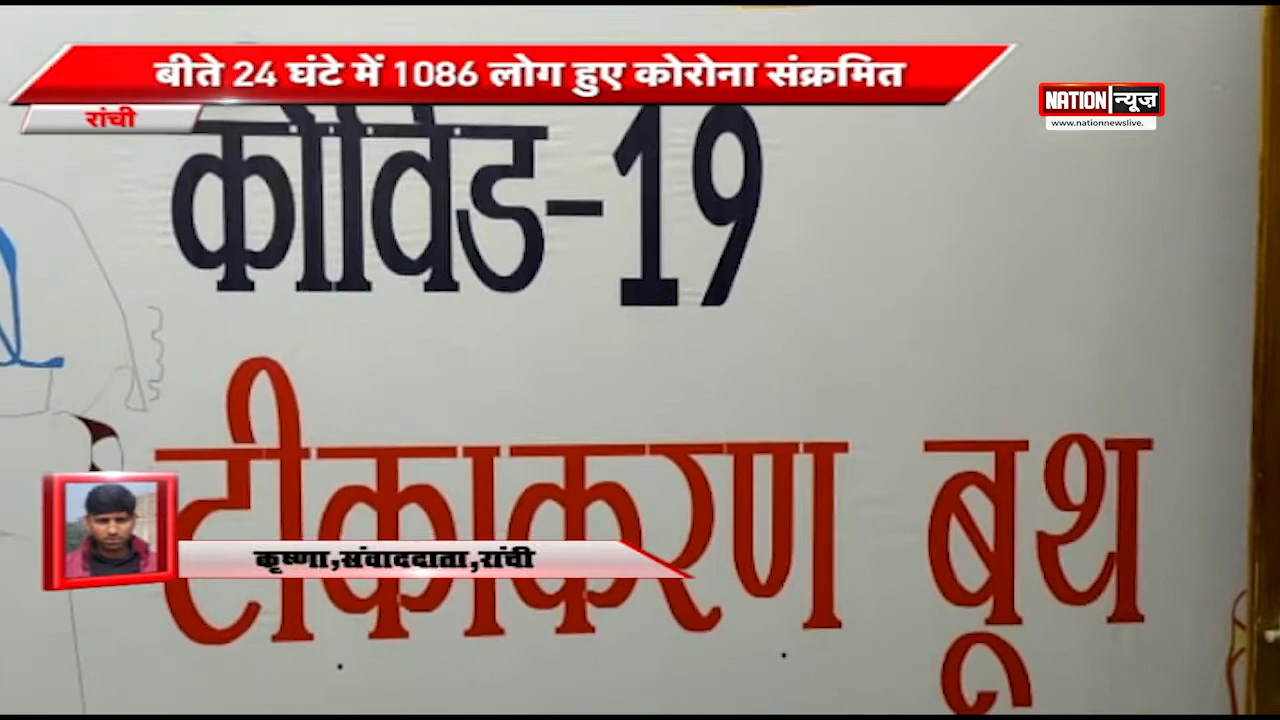 बीते 24 घंटे में 1086 लोग हुए कोरोना संक्रमित
रांची
NATION न्यूज़
www.nationnewslive.
कोविड-19
टीकाकरण बूथ
कृष्णा,संवाददाता,रांची